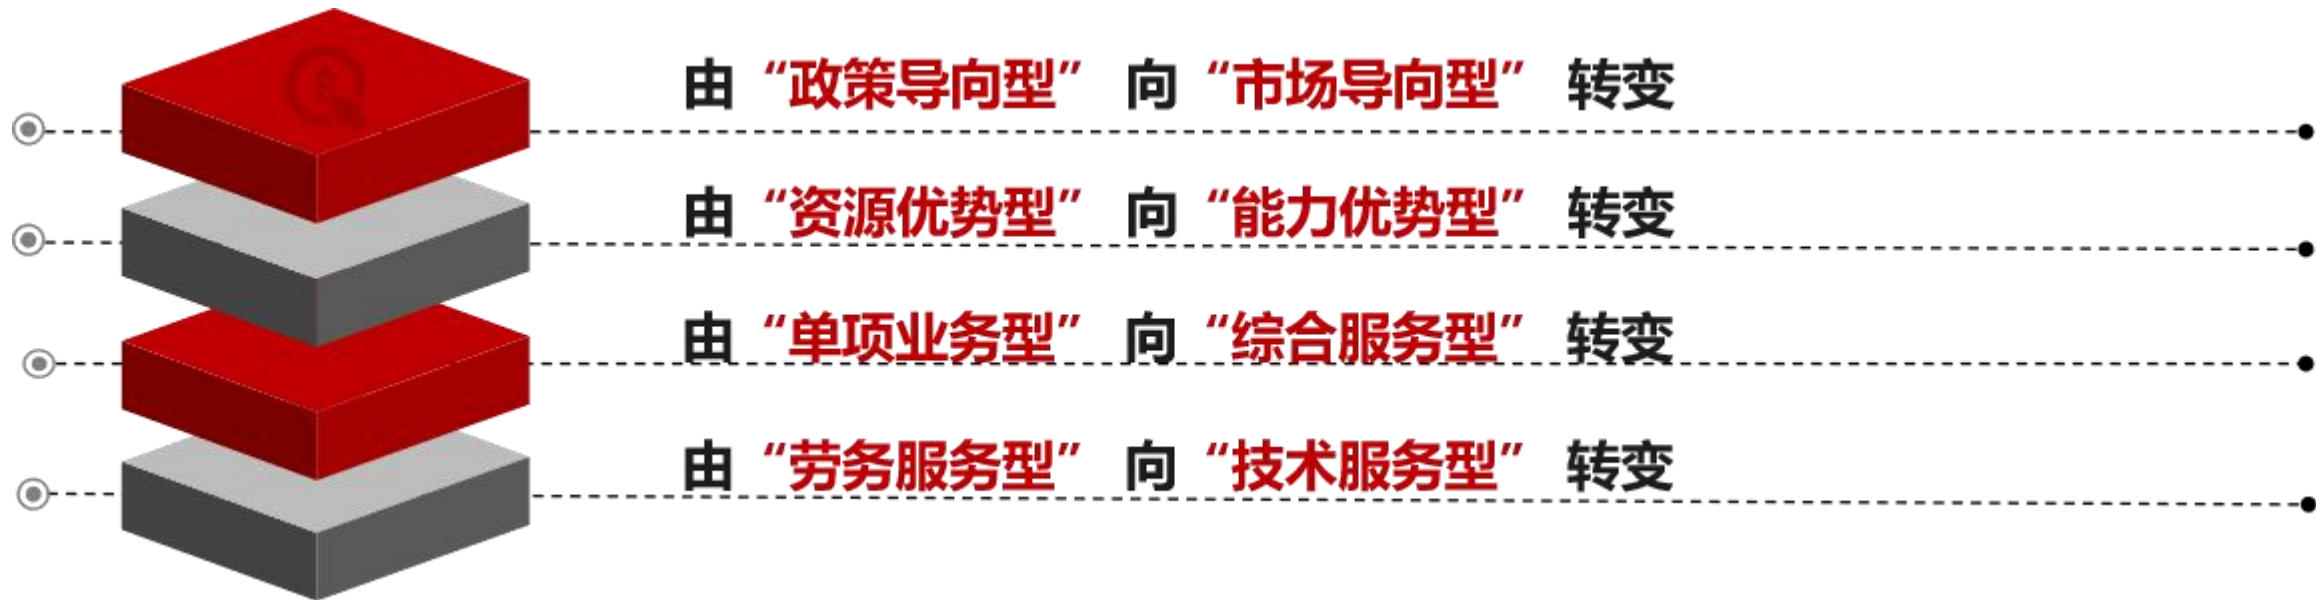 由 “政策导向型” 向 “市场导向型” 转变
由 “资源优势型” 向 “能力优势型” 转变
由 “单项业务型” 向 “综合服务型” 转变
由 “劳务服务型” 向 “技术服务型” 转变